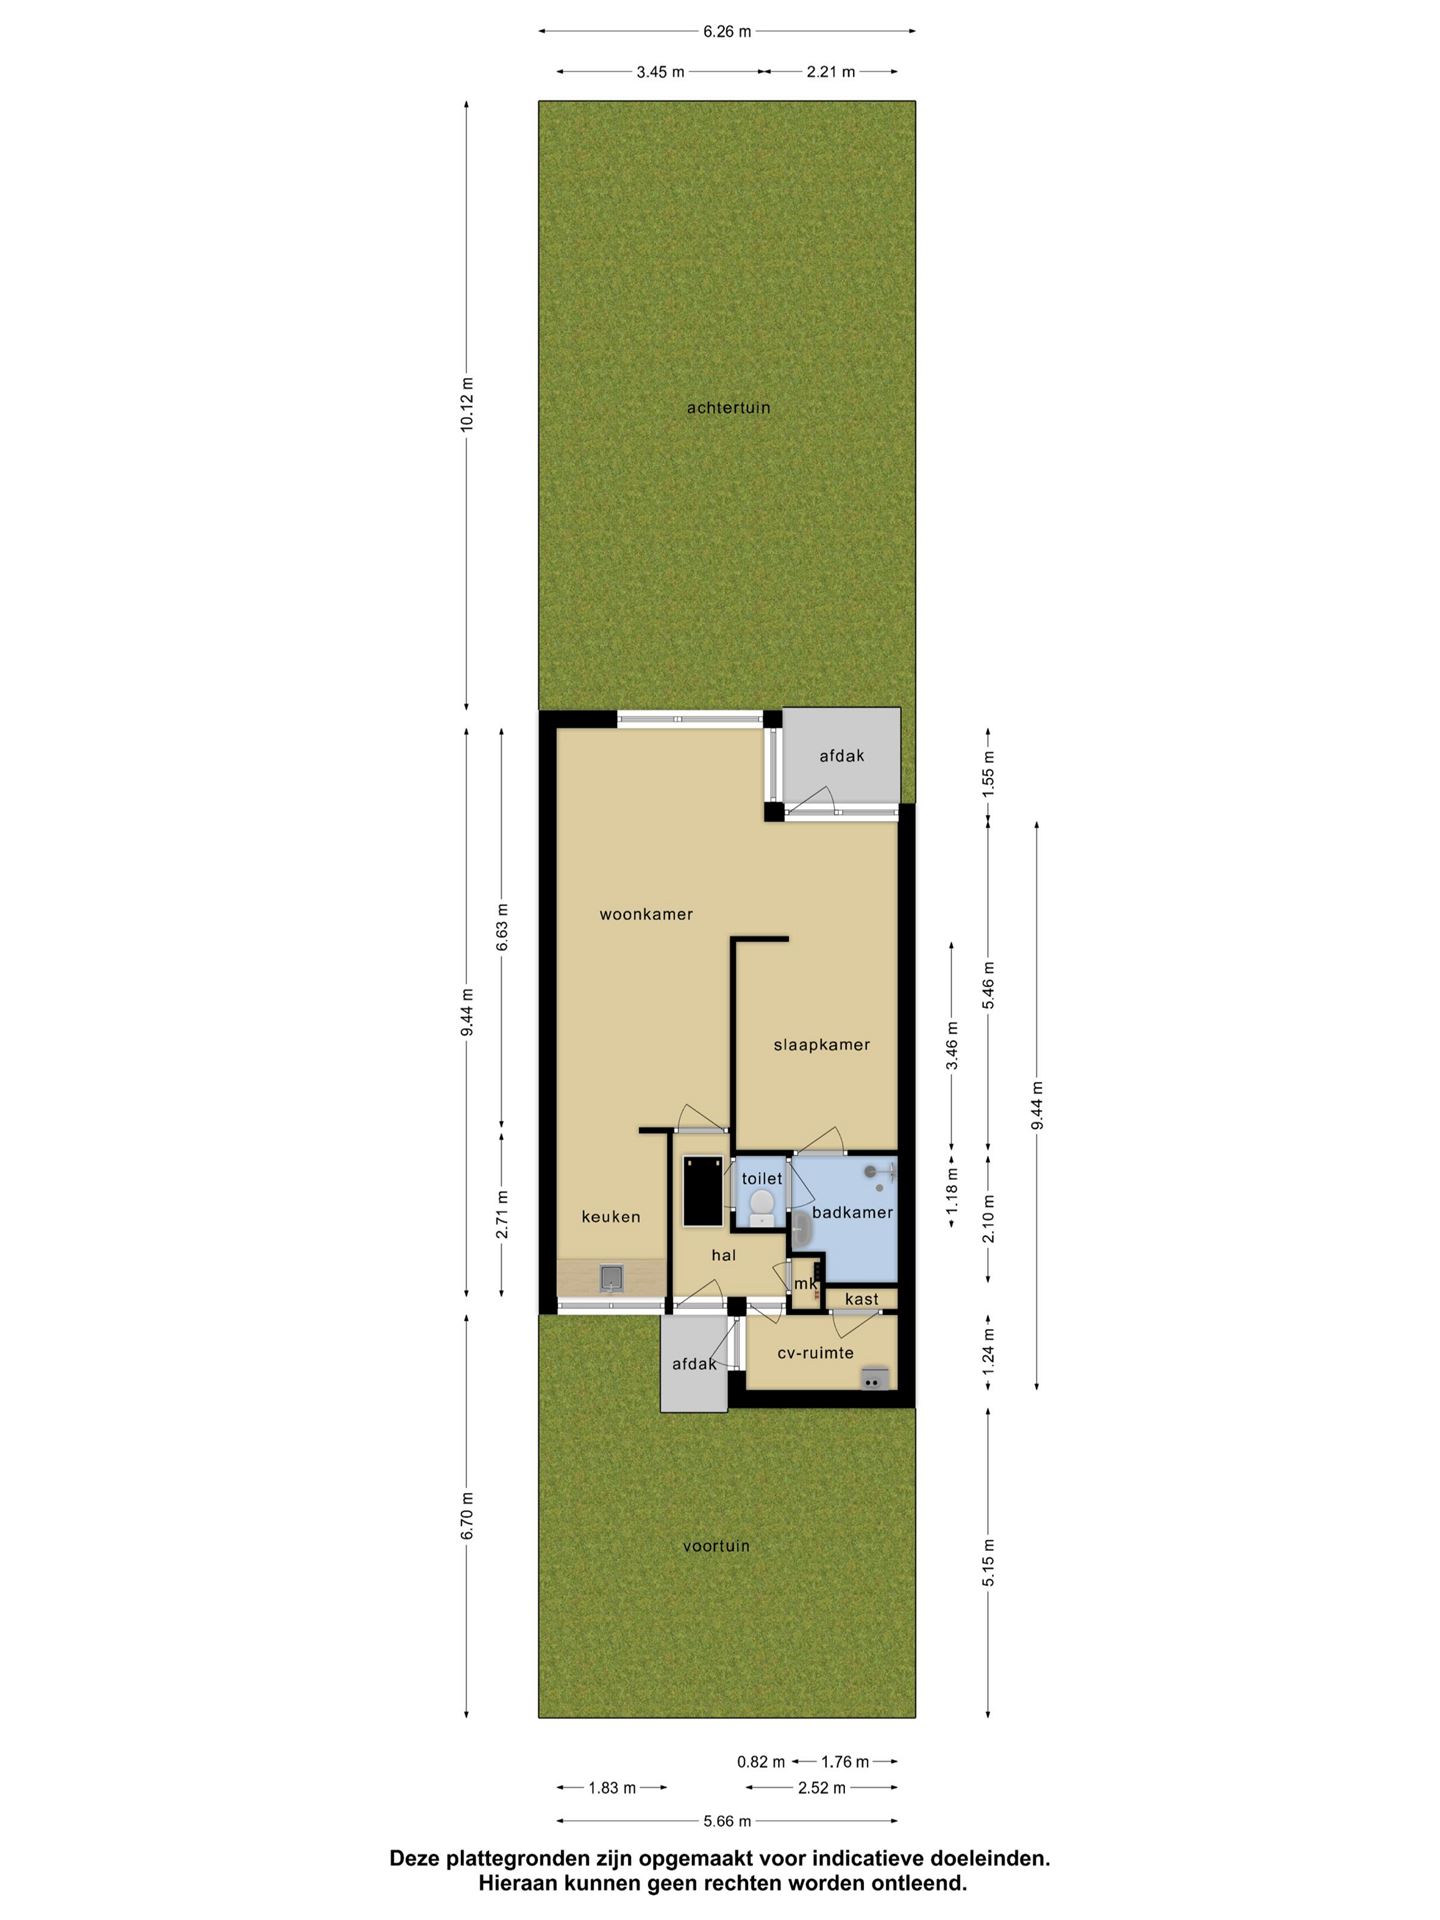 6.26 m
3.45 m
2.21 m
10.12 m
achtertuin
afdak
1.55 m
woonkamer
6.63 m
9.44 m
5.46 m
3.46 m
slaapkamer
9.44 m
toilet
1.18 m
badkamer
2.10 m
2.71 m
keuken
hal
mk
kast
cv-ruimte
afdak
1.24 m
6.70 m
voortuin
5.15 m
0.82 m
1.76 m
1.83 m
2.52 m
5.66 m
Deze plattegronden zijn opgemaakt voor indicatieve doeleinden.
Hieraan kunnen geen rechten worden ontleend.